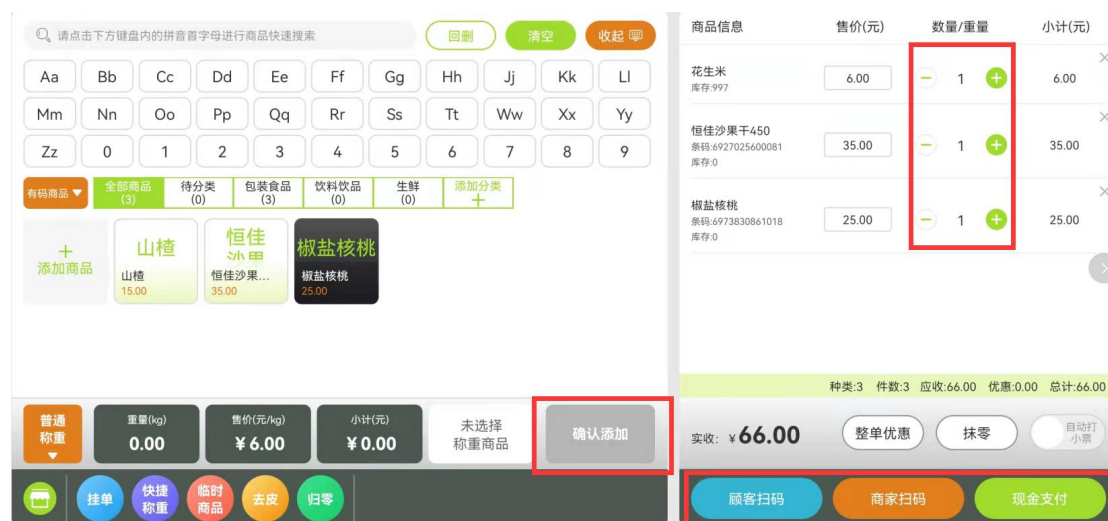 请点击下方键盘内的拼音首字母进行商品快速搜索
回删
清空
收起
Aa Bb Cc Dd Ee Ff Gg Hh Jj Kk Ll
Mm Nn Oo Pp Qq Rr Ss Tt Ww Xx Yy
Zz 0 1 2 3 4 5 6 7 8 9
有码商品
全部商品
(3)
待分类
(0)
包装食品
(3)
饮料饮品
(0)
生鲜
(0)
添加分类
+
+
添加商品
山楂
山楂
15.00
恒佳
沙果
恒佳沙果...
35.00
椒盐核桃
椒盐核桃
25.00
普通
称重
重量(kg)
0.00
售价(元/kg)
¥6.00
小计(元)
¥0.00
未选择
称重商品
确认添加
挂单
快捷
称重
临时
商品
去皮
归零
商品信息 售价(元) 数量/重量 小计(元)
花生米
库存:997
6.00 − 1 + 6.00
恒佳沙果干450
条码:6927025600081
库存:0
35.00 − 1 + 35.00
椒盐核桃
条码:6973830861018
库存:0
25.00 − 1 + 25.00
种类:3 件数:3 应收:66.00 优惠:0.00 总计:66.00
实收: ¥66.00
整单优惠
抹零
自动打
小票
顾客扫码
商家扫码
现金支付